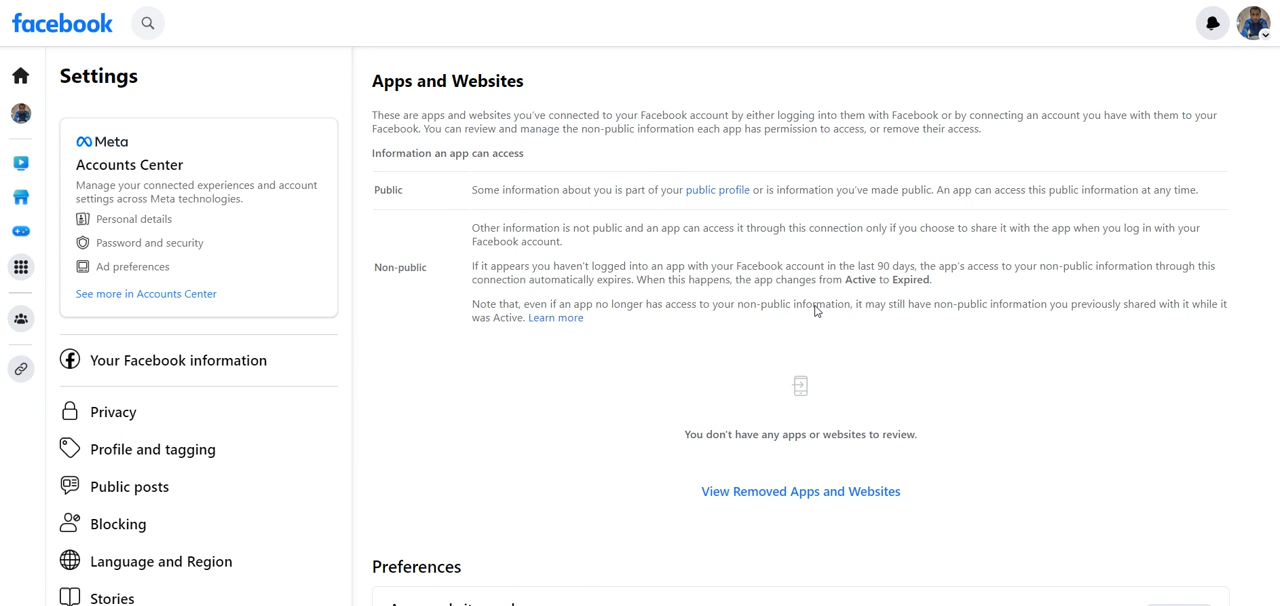 facebook
Settings
Meta
Accounts Center
Manage your connected experiences and account
settings across Meta technologies.
Personal details
Password and security
Ad preferences
See more in Accounts Center
Your Facebook information
Privacy
Profile and tagging
Public posts
Blocking
Language and Region
Stories
Apps and Websites
These are apps and websites you've connected to your Facebook account by either logging into them with Facebook or by connecting an account you have with them to your
Facebook. You can review and manage the non-public information each app has permission to access, or remove their access.
Information an app can access
Public
Some information about you is part of your public profile or is information you've made public. An app can access this public information at any time.
Other information is not public and an app can access it through this connection only if you choose to share it with the app when you log in with your
Facebook account.
Non-public
If it appears you haven't logged into an app with your Facebook account in the last 90 days, the app's access to your non-public information through this
connection automatically expires. When this happens, the app changes from Active to Expired.
Note that, even if an app no longer has access to your non-public information, it may still have non-public information you previously shared with it while it
was Active. Learn more
You don't have any apps or websites to review.
View Removed Apps and Websites
Preferences